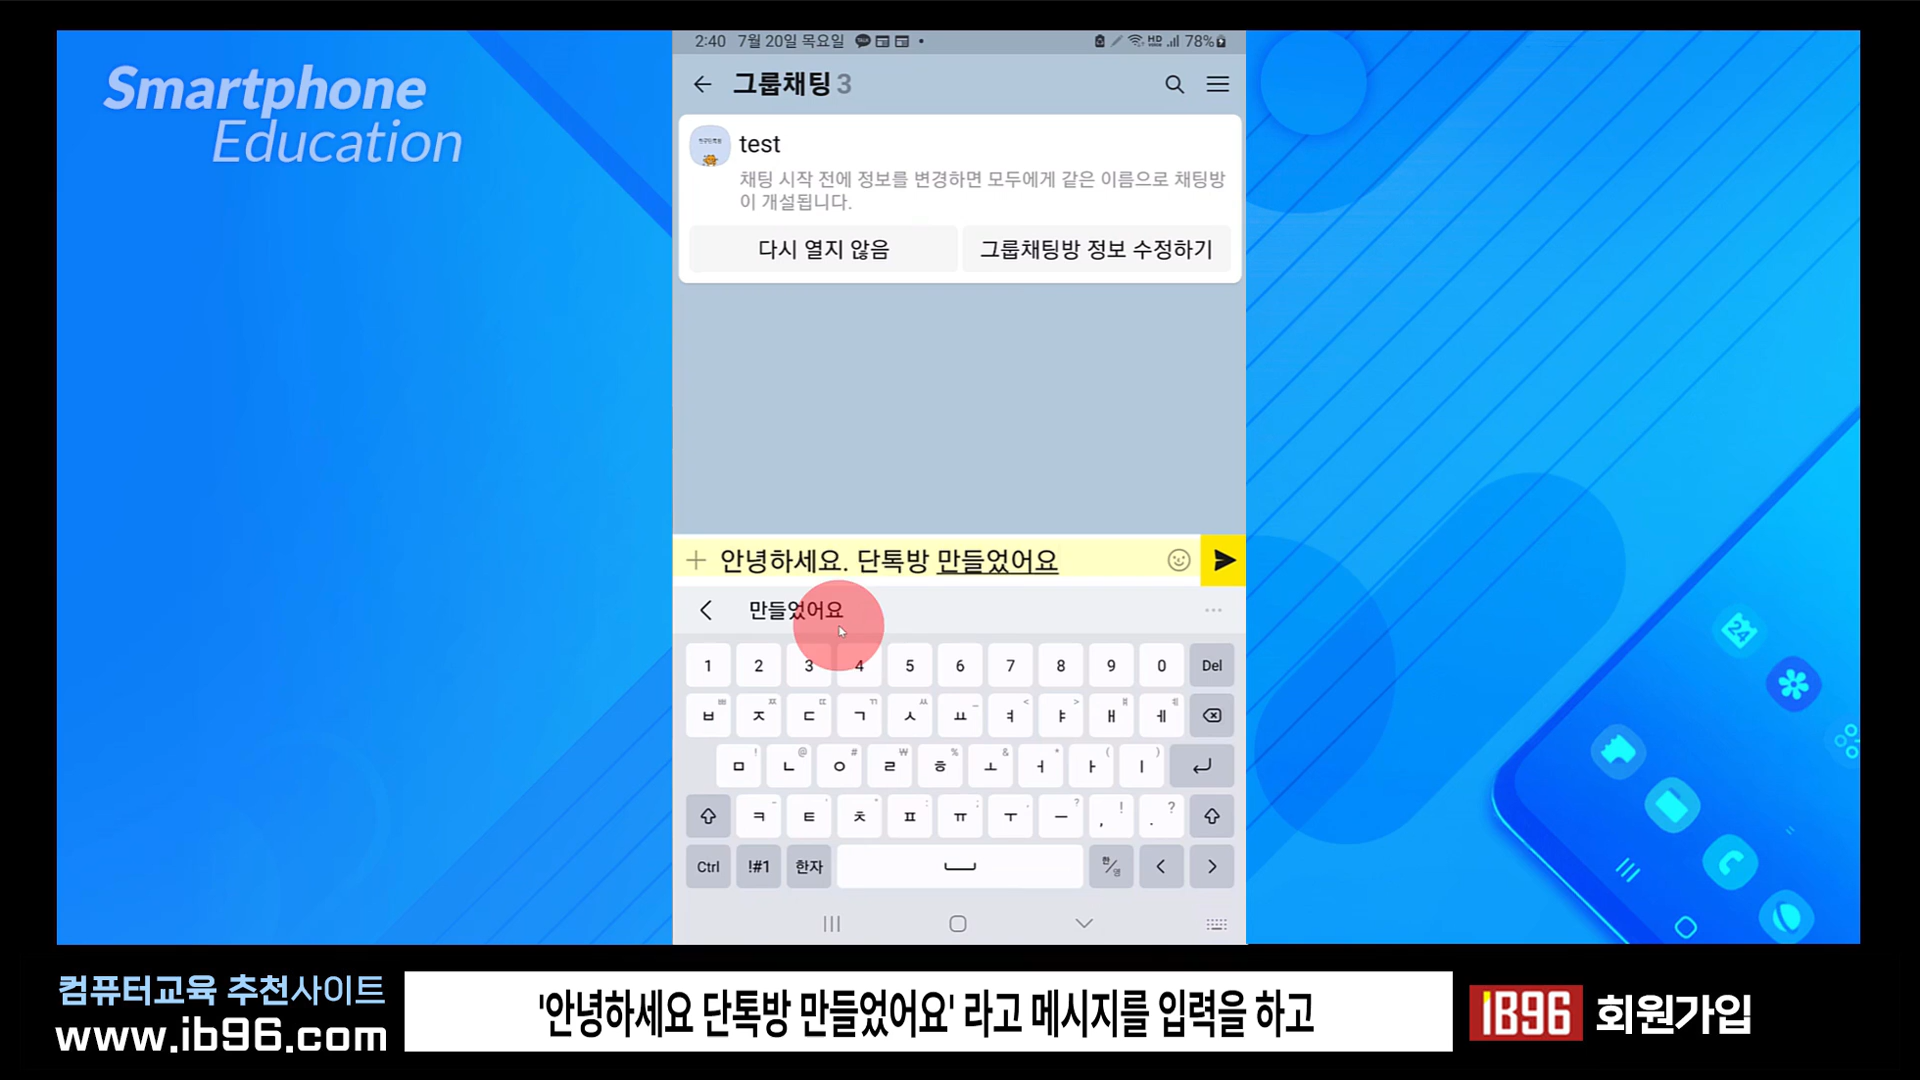 Smartphone
Education
2:40 7월 20일 목요일
78%
그룹채팅 3
test
채팅 시작 전에 정보를 변경하면 모두에게 같은 이름으로 채팅방
이 개설됩니다.
다시 열지 않음
그룹채팅방 정보 수정하기
안녕하세요. 단톡방 만들었어요
만들었어요
1 2 3 4 5 6 7 8 9 0 Del
ㅂ ㅈ ㄷ ㄱ ㅅ ㅛ ㅕ ㅑ ㅐ ㅔ
ㅁ ㄴ ㅇ ㄹ ㅎ ㅗ ㅓ ㅏ ㅣ
ㅋ ㅌ ㅊ ㅍ ㅠ ㅜ ㅡ , .
Ctrl !#1 한자 한/영
24
컴퓨터교육 추천사이트
www.ib96.com
'안녕하세요 단톡방 만들었어요' 라고 메시지를 입력을 하고
IB96 회원가입